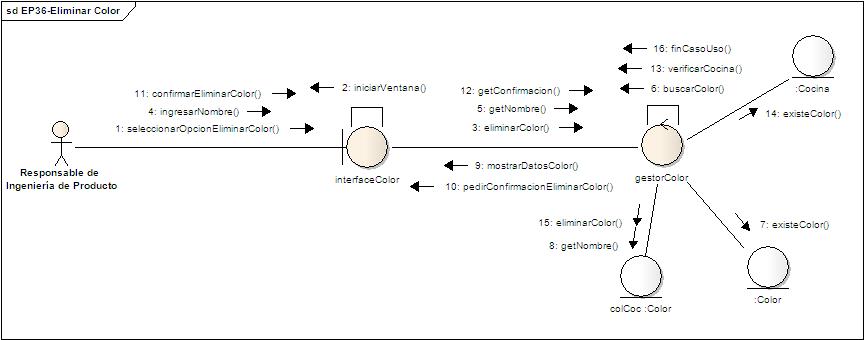 sd EP36-Eliminar Color
16: finCasoUso()
13: verificarCocina()
6: buscarColor()
:Cocina
14: existeColor()
11: confirmarEliminarColor()
4: ingresarNombre()
1: seleccionarOpcionEliminarColor()
2: iniciarVentana()
12: getConfirmacion()
5: getNombre()
3: eliminarColor()
Responsable de
Ingeniería de Producto
interfaceColor
9: mostrarDatosColor()
10: pedirConfirmacionEliminarColor()
gestorColor
15: eliminarColor()
8: getNombre()
7: existeColor()
colCoc :Color
:Color